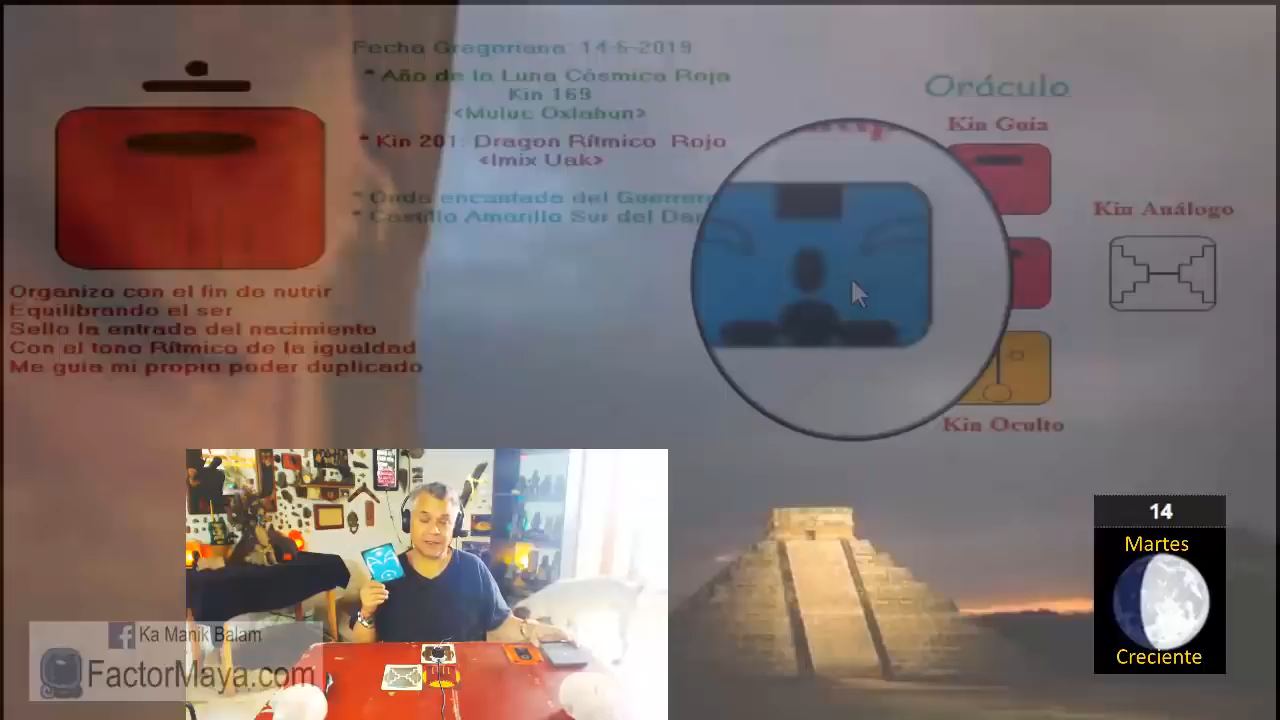 Fecha Gregoriana: 14-5-2019
* Año de la Luna Cósmica Roja
Kin 169
<Muluc Oxlahun>
* Kin 201: Dragon Rítmico Rojo
<Imix Uak>
* Onda encantada del Guerrero
* Castillo Amarillo Sur del Dar
Organizo con el fin de nutrir
Equilibrando el ser
Sello la entrada del nacimiento
Con el tono Rítmico de la igualdad
Me guia mi propio poder duplicado
Oráculo
Kin Guia
Kin Análogo
Kin Oculto
14
Martes
Creciente
Ka Manik Balam
FactorMaya.com